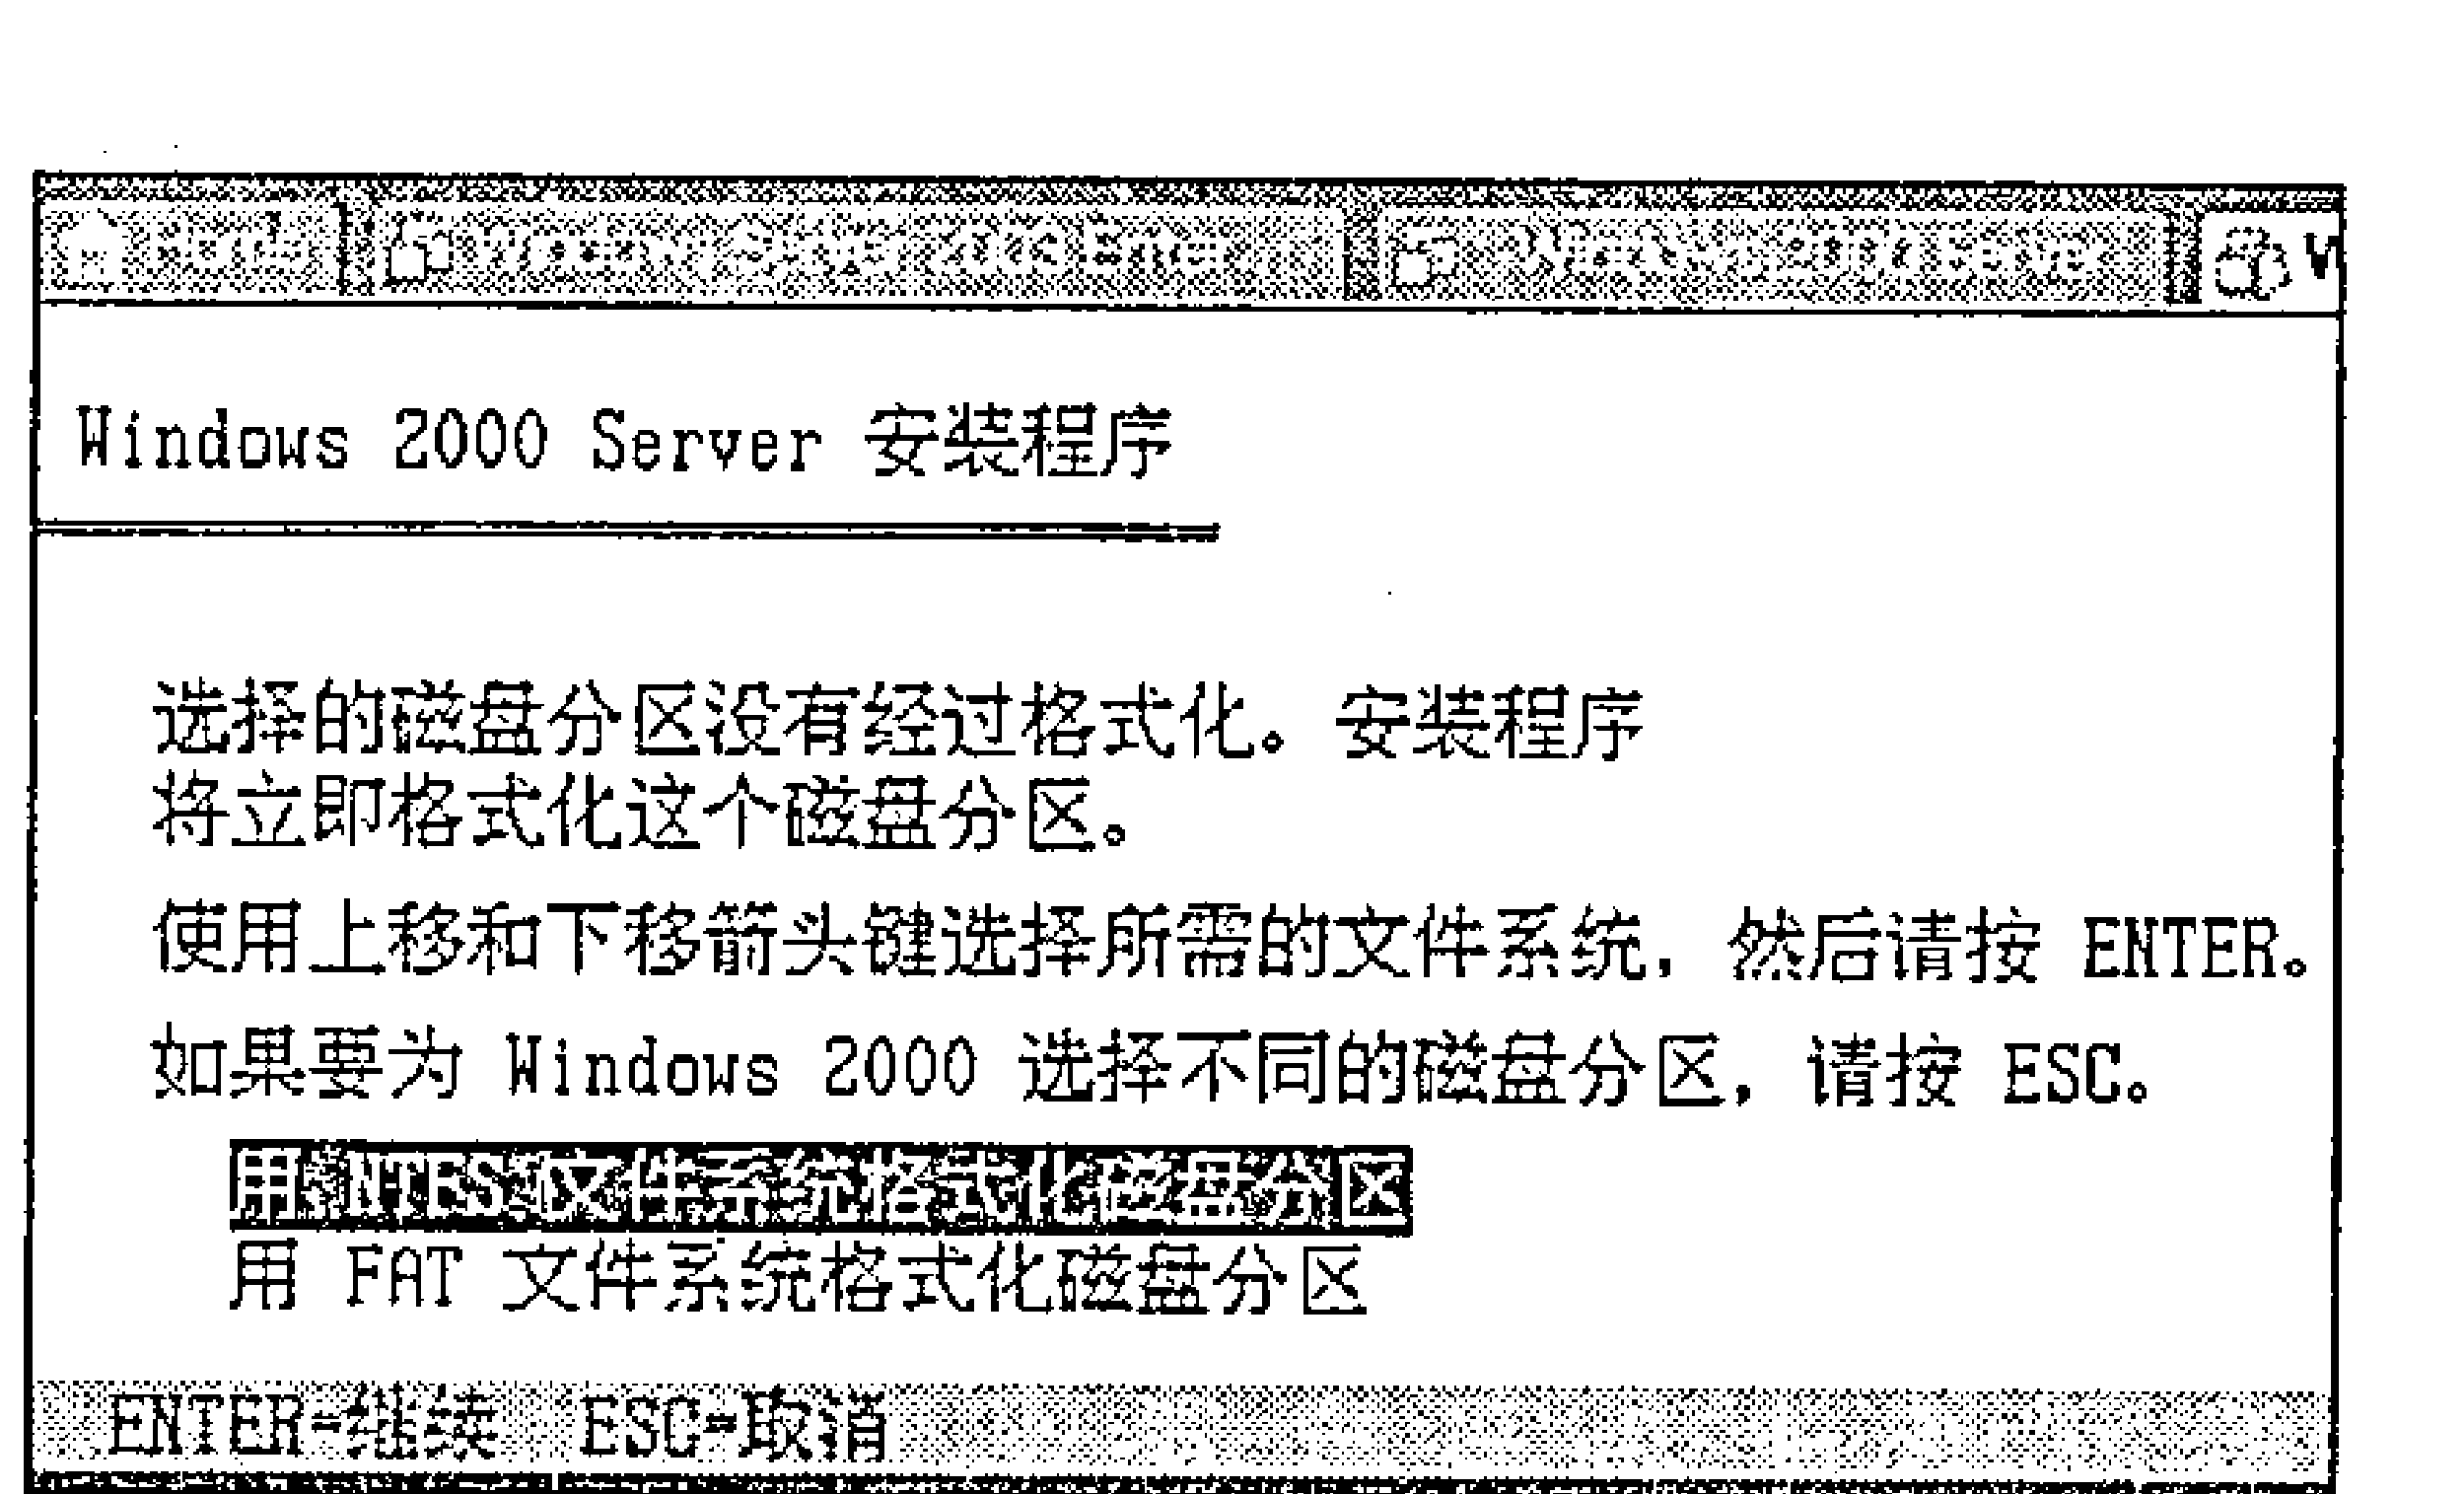 Windows 2000 Server 安装程序
选择的磁盘分区没有经过格式化。安装程序
将立即格式化这个磁盘分区。
使用上移和下移箭头键选择所需的文件系统，然后请按 ENTER。
如果要为 Windows 2000 选择不同的磁盘分区，请按 ESC。
用 NTFS 文件系统格式化磁盘分区
用 FAT 文件系统格式化磁盘分区
ENTER=继续 ESC=取消